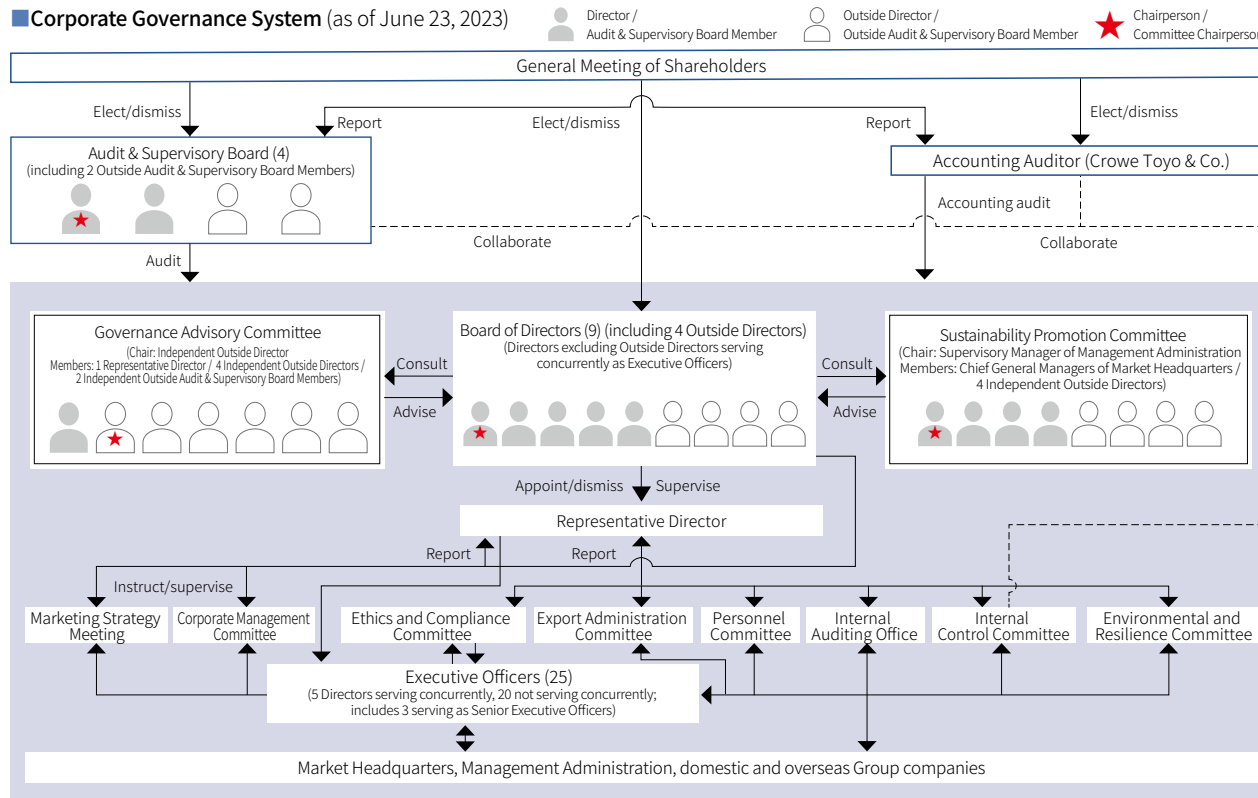 Corporate Governance System (as of June 23, 2023)
Director /
Audit & Supervisory Board Member
Outside Director /
Outside Audit & Supervisory Board Member
Chairperson /
Committee Chairperson
General Meeting of Shareholders
Elect/dismiss
Report
Elect/dismiss
Report
Elect/dismiss
Audit & Supervisory Board (4)
(including 2 Outside Audit & Supervisory Board Members)
Accounting Auditor (Crowe Toyo & Co.)
Accounting audit
Collaborate
Collaborate
Audit
Governance Advisory Committee
(Chair: Independent Outside Director
Members: 1 Representative Director / 4 Independent Outside Directors /
2 Independent Outside Audit & Supervisory Board Members)
Consult
Advise
Board of Directors (9) (including 4 Outside Directors)
(Directors excluding Outside Directors serving
concurrently as Executive Officers)
Consult
Advise
Sustainability Promotion Committee
(Chair: Supervisory Manager of Management Administration
Members: Chief General Managers of Market Headquarters /
4 Independent Outside Directors)
Appoint/dismiss
Supervise
Representative Director
Report
Report
Instruct/supervise
Marketing Strategy
Meeting
Corporate Management
Committee
Ethics and Compliance
Committee
Export Administration
Committee
Personnel
Committee
Internal
Auditing Office
Internal
Control Committee
Environmental and
Resilience Committee
Executive Officers (25)
(5 Directors serving concurrently, 20 not serving concurrently;
includes 3 serving as Senior Executive Officers)
Market Headquarters, Management Administration, domestic and overseas Group companies